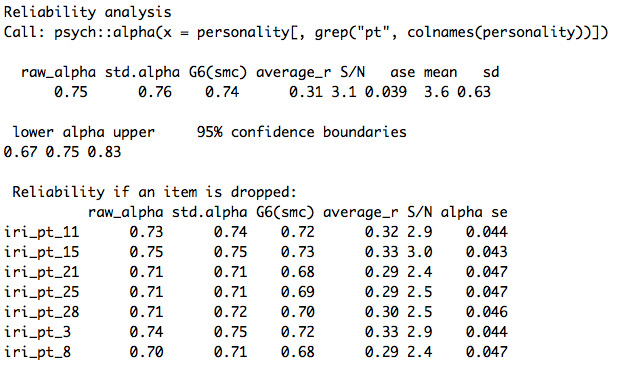 Reliability analysis
Call: psych::alpha(x = personality[, grep("pt", colnames(personality))])
raw_alpha std.alpha G6(smc) average_r S/N ase mean sd
0.75 0.76 0.74 0.31 3.1 0.039 3.6 0.63
lower alpha upper 95% confidence boundaries
0.67 0.75 0.83
Reliability if an item is dropped:
raw_alpha std.alpha G6(smc) average_r S/N alpha se
iri_pt_11 0.73 0.74 0.72 0.32 2.9 0.044
iri_pt_15 0.75 0.75 0.73 0.33 3.0 0.043
iri_pt_21 0.71 0.71 0.68 0.29 2.4 0.047
iri_pt_25 0.71 0.71 0.69 0.29 2.5 0.047
iri_pt_28 0.71 0.72 0.70 0.30 2.5 0.046
iri_pt_3 0.74 0.75 0.72 0.33 2.9 0.044
iri_pt_8 0.70 0.71 0.68 0.29 2.4 0.047